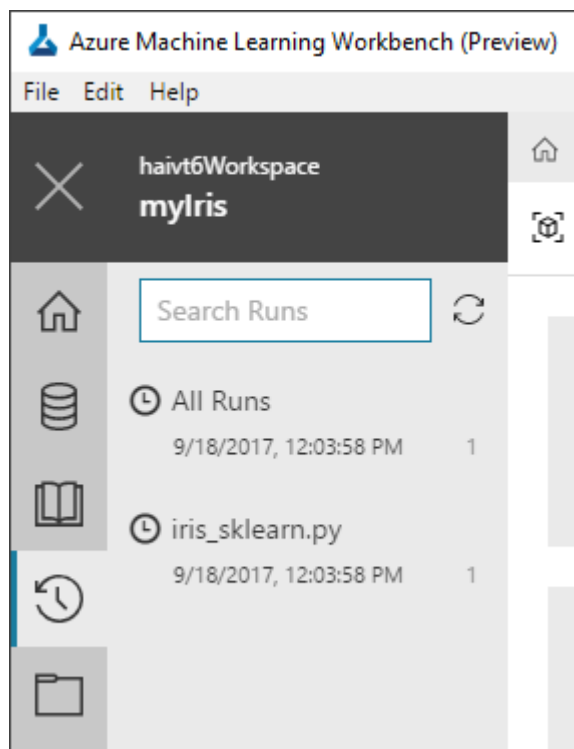 Azure Machine Learning Workbench (Preview)
File Edit Help
haivt6Workspace
myIris
Search Runs
All Runs
9/18/2017, 12:03:58 PM 1
iris_sklearn.py
9/18/2017, 12:03:58 PM 1